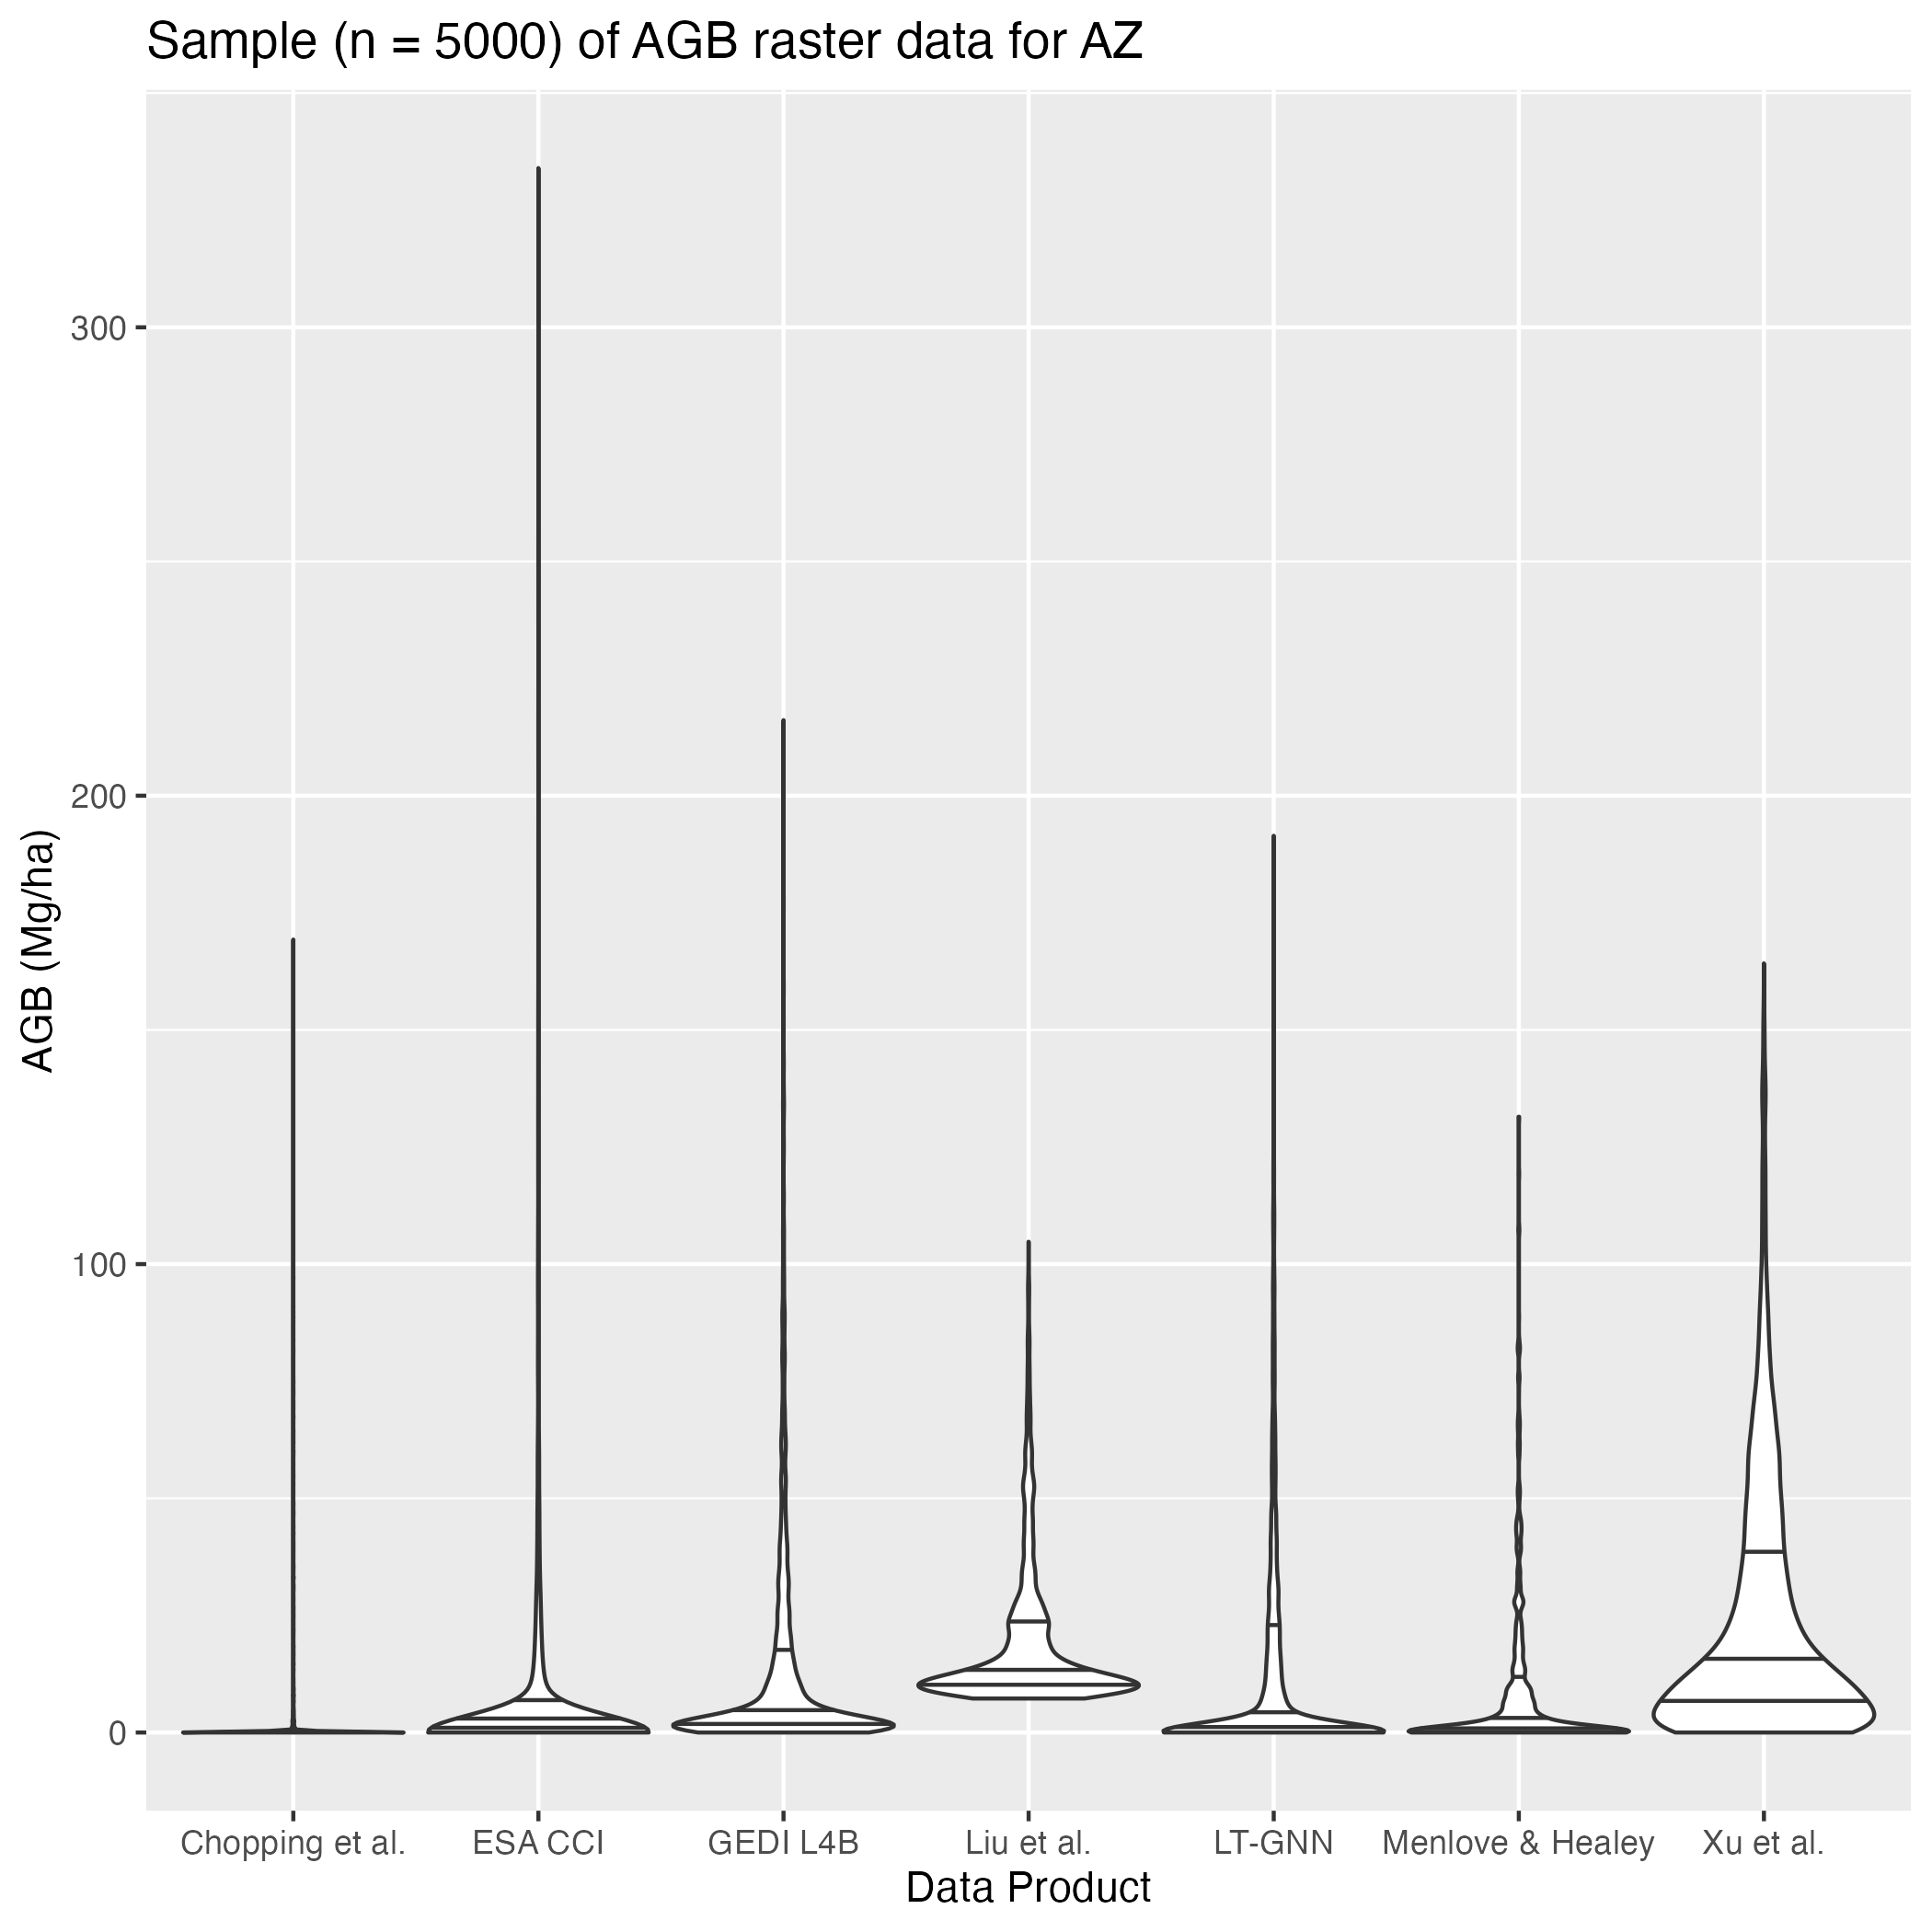 Sample (n = 5000) of AGB raster data for AZ
AGB (Mg/ha)
300
200
100
0
Chopping et al. ESA CCI GEDI L4B Liu et al. LT-GNN Menlove & Healey Xu et al.
Data Product